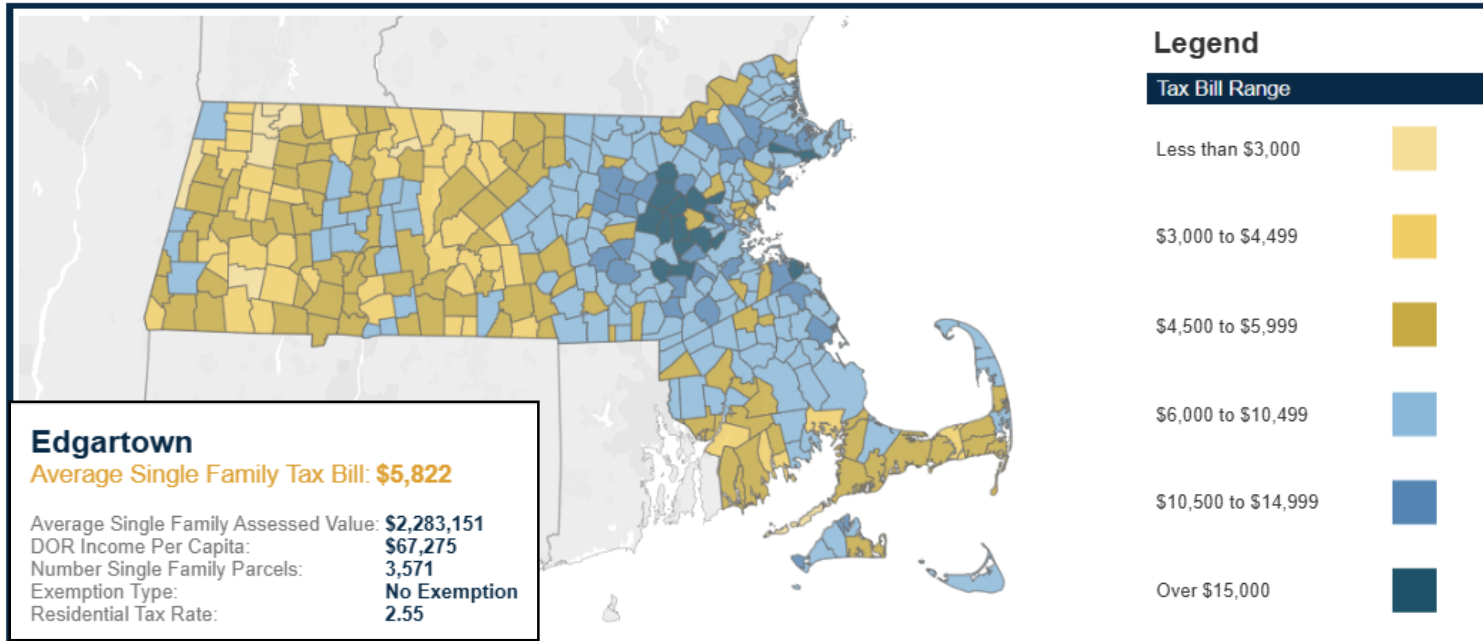 Legend
Tax Bill Range
Less than $3,000
$3,000 to $4,499
$4,500 to $5,999
$6,000 to $10,499
$10,500 to $14,999
Over $15,000
Edgartown
Average Single Family Tax Bill: $5,822
Average Single Family Assessed Value: $2,283,151
DOR Income Per Capita: $67,275
Number Single Family Parcels: 3,571
Exemption Type: No Exemption
Residential Tax Rate: 2.55